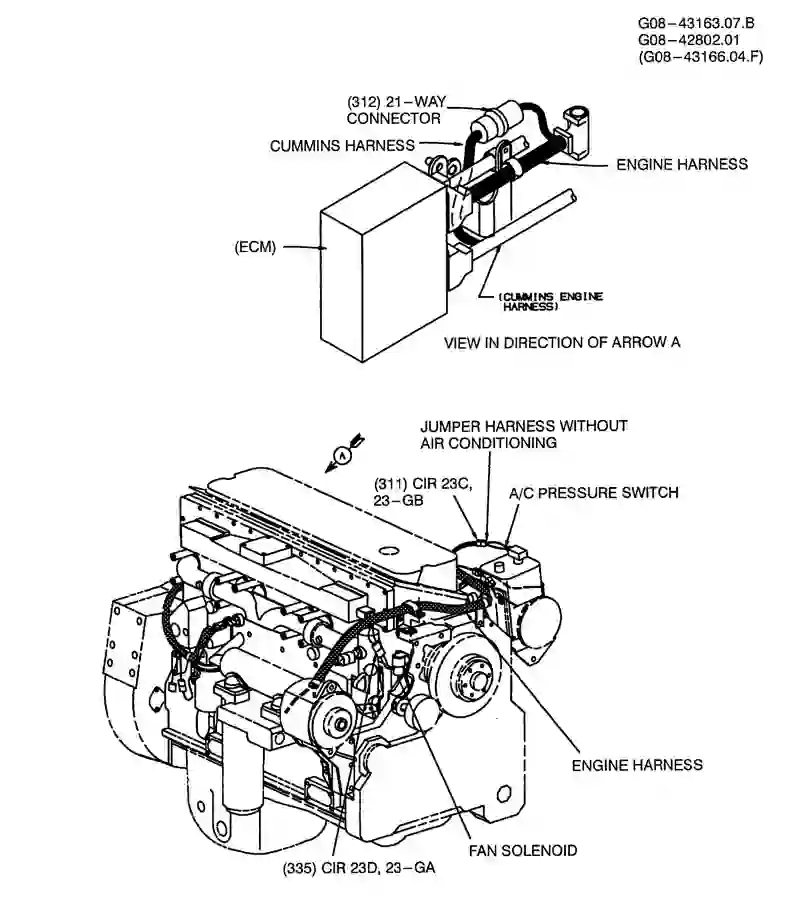 G08-43163.07.B
G08-42802.01
(G08-43166.04.F)
(312) 21-WAY
CONNECTOR
CUMMINS HARNESS
ENGINE HARNESS
(ECM)
(CUMMINS ENGINE
HARNESS)
VIEW IN DIRECTION OF ARROW A
JUMPER HARNESS WITHOUT
AIR CONDITIONING
A
(311) CIR 23C,
23-GB
A/C PRESSURE SWITCH
ENGINE HARNESS
FAN SOLENOID
(335) CIR 23D, 23-GA